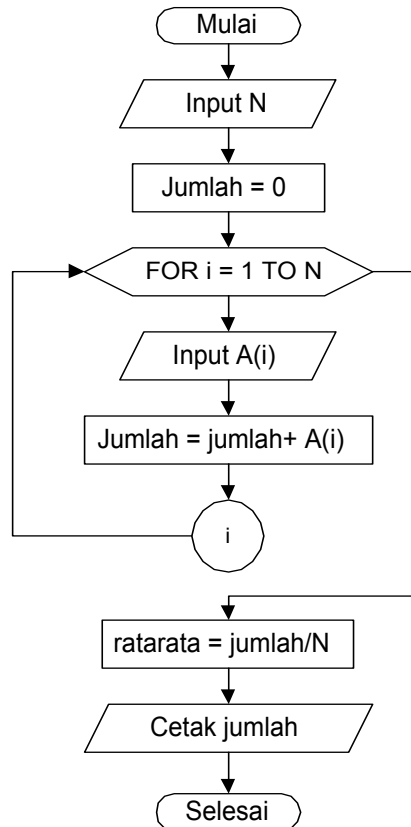 Mulai
Input N
Jumlah = 0
FOR i = 1 TO N
Input A(i)
Jumlah = jumlah+ A(i)
i
ratarata = jumlah/N
Cetak jumlah
Selesai